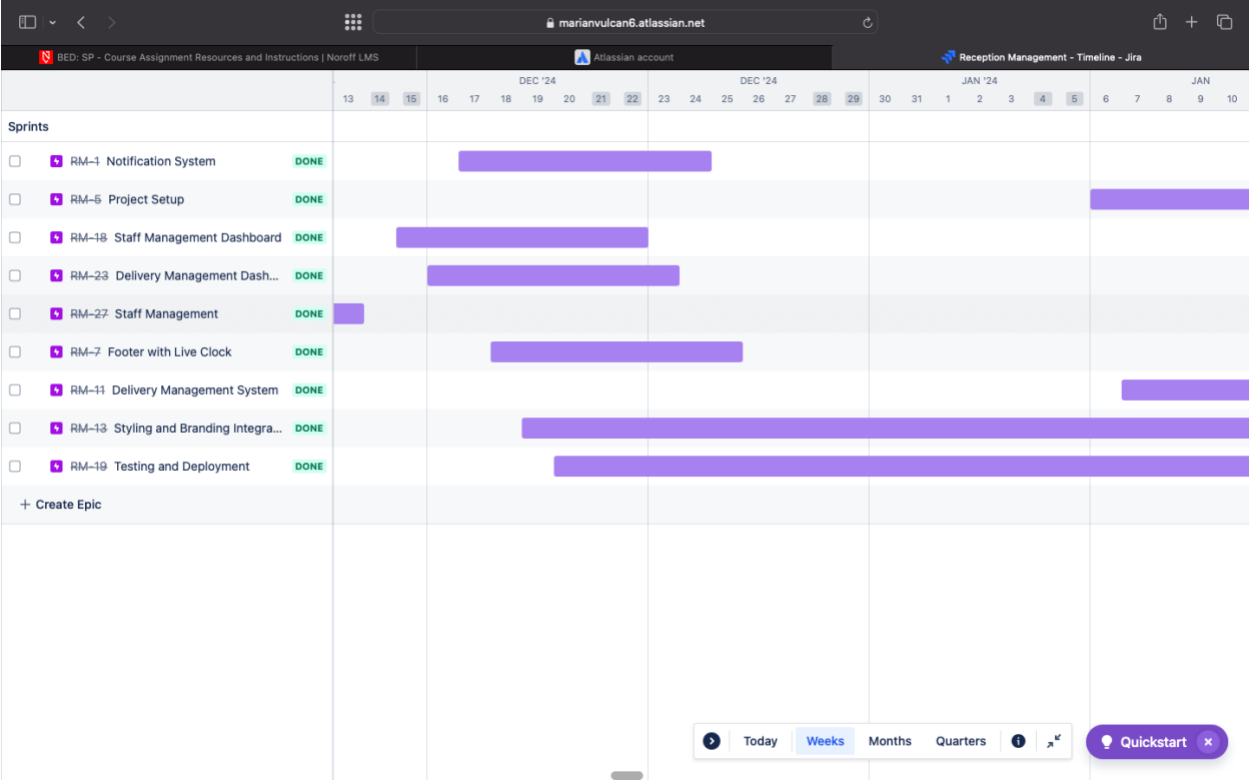 marianvulcan6.atlassian.net
BED: SP - Course Assignment Resources and Instructions | Noroff LMS
Atlassian account
Reception Management - Timeline - Jira
DEC '24 DEC '24 JAN '24 JAN
13 14 15 16 17 18 19 20 21 22 23 24 25 26 27 28 29 30 31 1 2 3 4 5 6 7 8 9 10
Sprints
RM-1 Notification System DONE
RM-5 Project Setup DONE
RM-18 Staff Management Dashboard DONE
RM-23 Delivery Management Dash... DONE
RM-27 Staff Management DONE
RM-7 Footer with Live Clock DONE
RM-11 Delivery Management System DONE
RM-13 Styling and Branding Integra... DONE
RM-19 Testing and Deployment DONE
+ Create Epic
Today Weeks Months Quarters
Quickstart